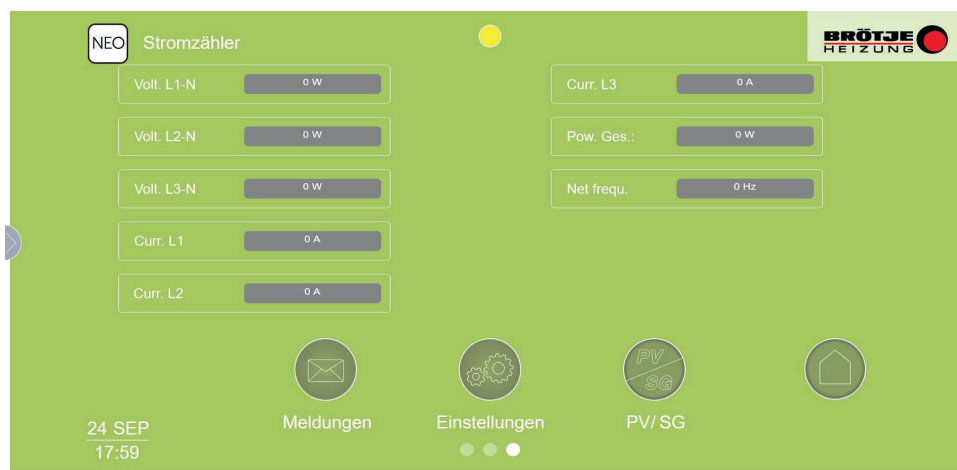 NEO Stromzähler
BRÖTJE
HEIZUNG
Volt. L1-N 0 W
Volt. L2-N 0 W
Volt. L3-N 0 W
Curr. L1 0 A
Curr. L2 0 A
Curr. L3 0 A
Pow. Ges.: 0 W
Net frequ. 0 Hz
PV
SG
Meldungen
Einstellungen
PV/ SG
24 SEP
17:59